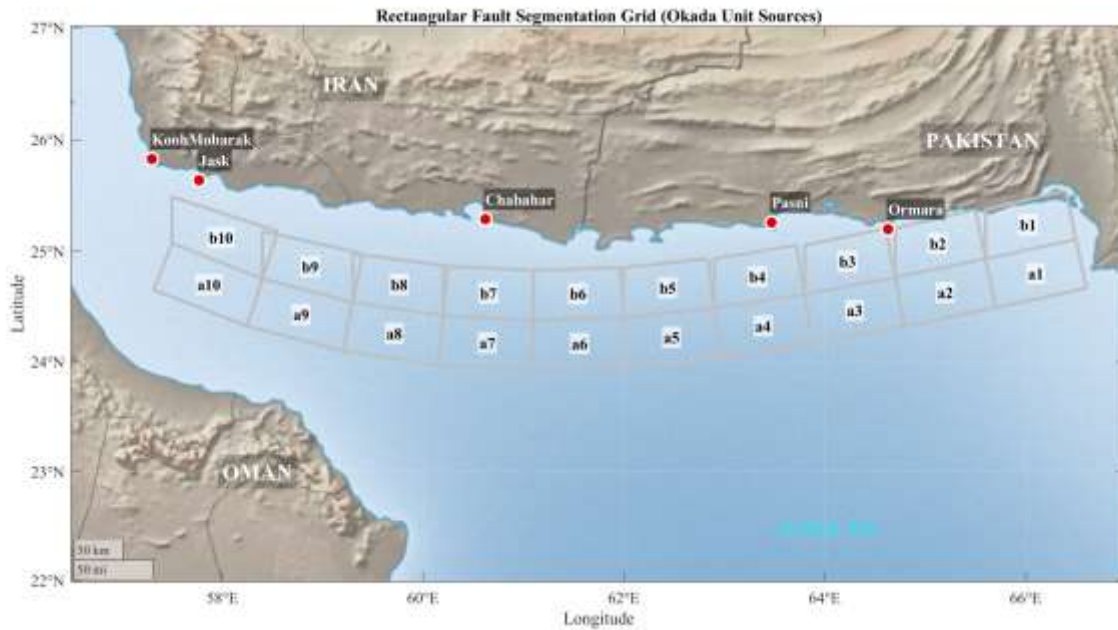 Rectangular Fault Segmentation Grid (Okada Unit Sources)
27°N
26°N
25°N
24°N
23°N
22°N
Latitude
IRAN
PAKISTAN
OMAN
KoohMobarak
Jask
Chabahar
Pasni
Ormara
b10
b9
b8
b7
b6
b5
b4
b3
b2
b1
a10
a9
a8
a7
a6
a5
a4
a3
a2
a1
50 km
50 mi
58°E
60°E
62°E
64°E
66°E
Longitude